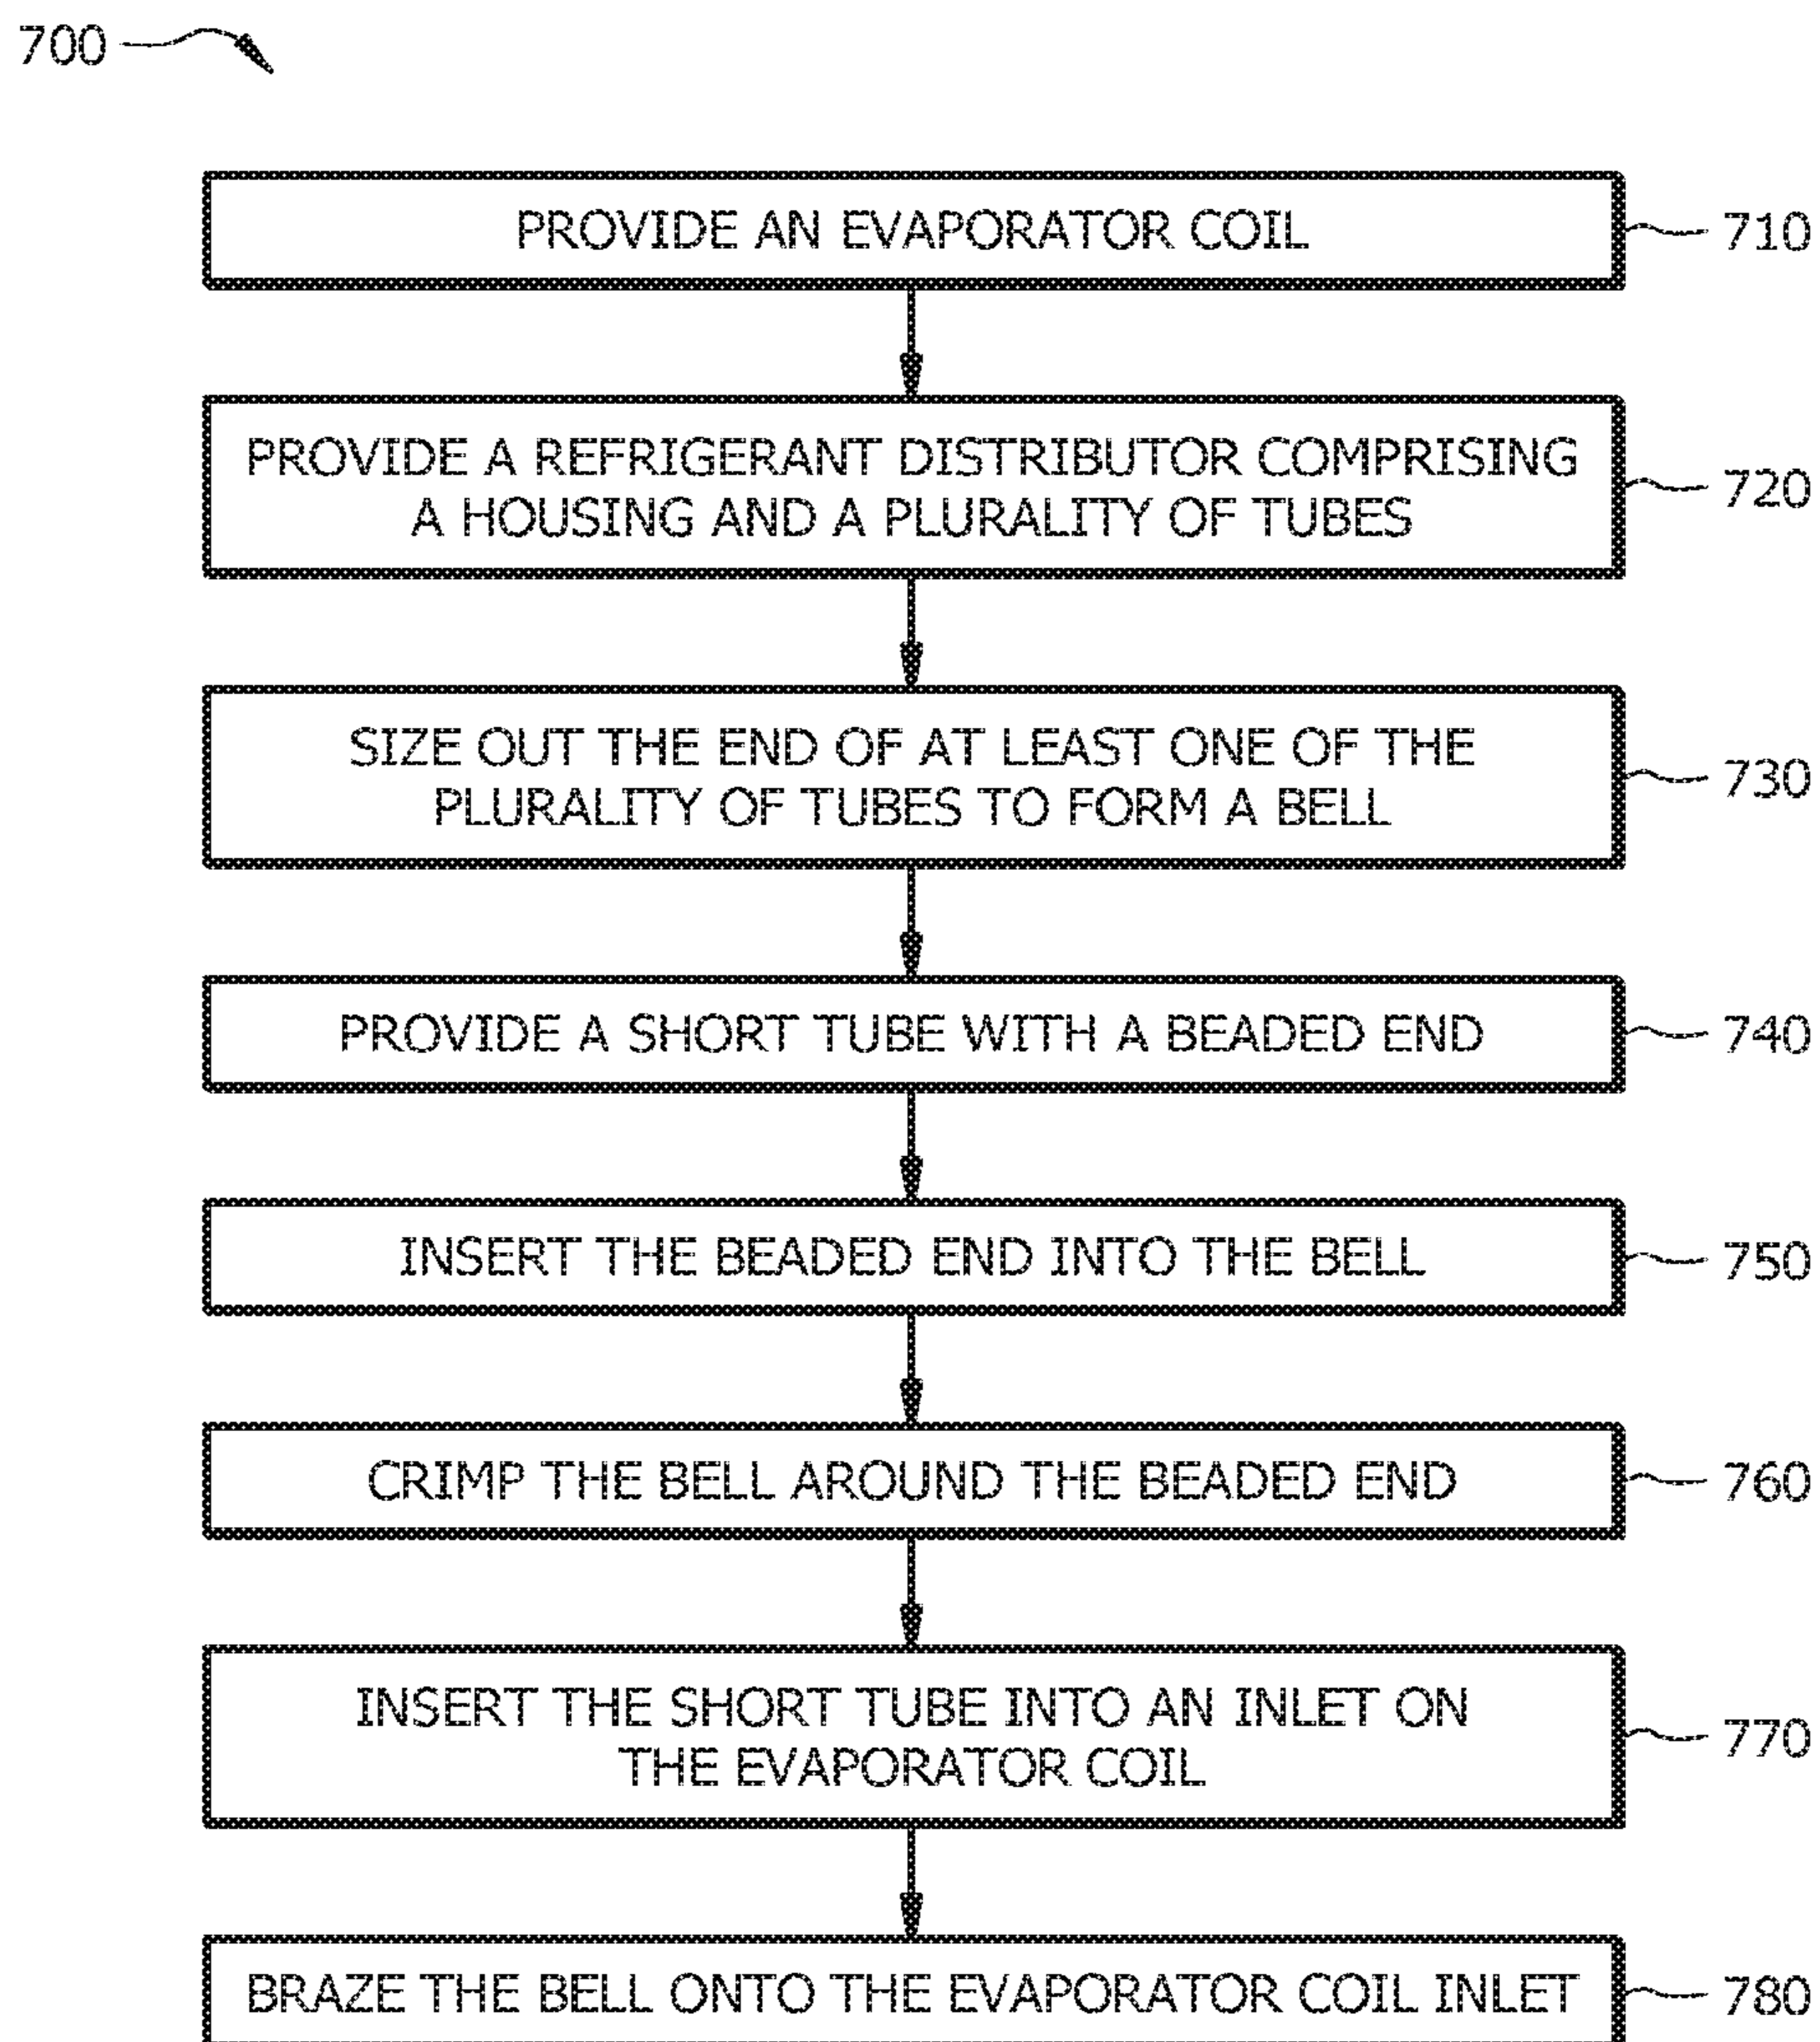 700
PROVIDE AN EVAPORATOR COIL
710
PROVIDE A REFRIGERANT DISTRIBUTOR COMPRISING
A HOUSING AND A PLURALITY OF TUBES
720
SIZE OUT THE END OF AT LEAST ONE OF THE
PLURALITY OF TUBES TO FORM A BELL
730
PROVIDE A SHORT TUBE WITH A BEADED END
740
INSERT THE BEADED END INTO THE BELL
750
CRIMP THE BELL AROUND THE BEADED END
760
INSERT THE SHORT TUBE INTO AN INLET ON
THE EVAPORATOR COIL
770
BRAZE THE BELL ONTO THE EVAPORATOR COIL INLET
780